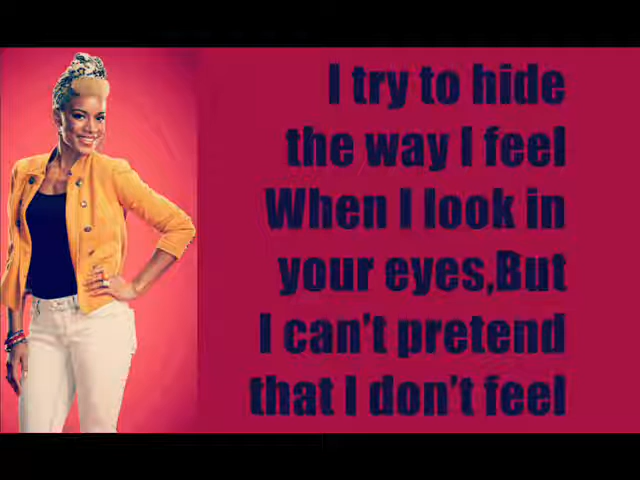 I try to hide
the way I feel
When I look in
your eyes,But
I can't pretend
that I don't feel